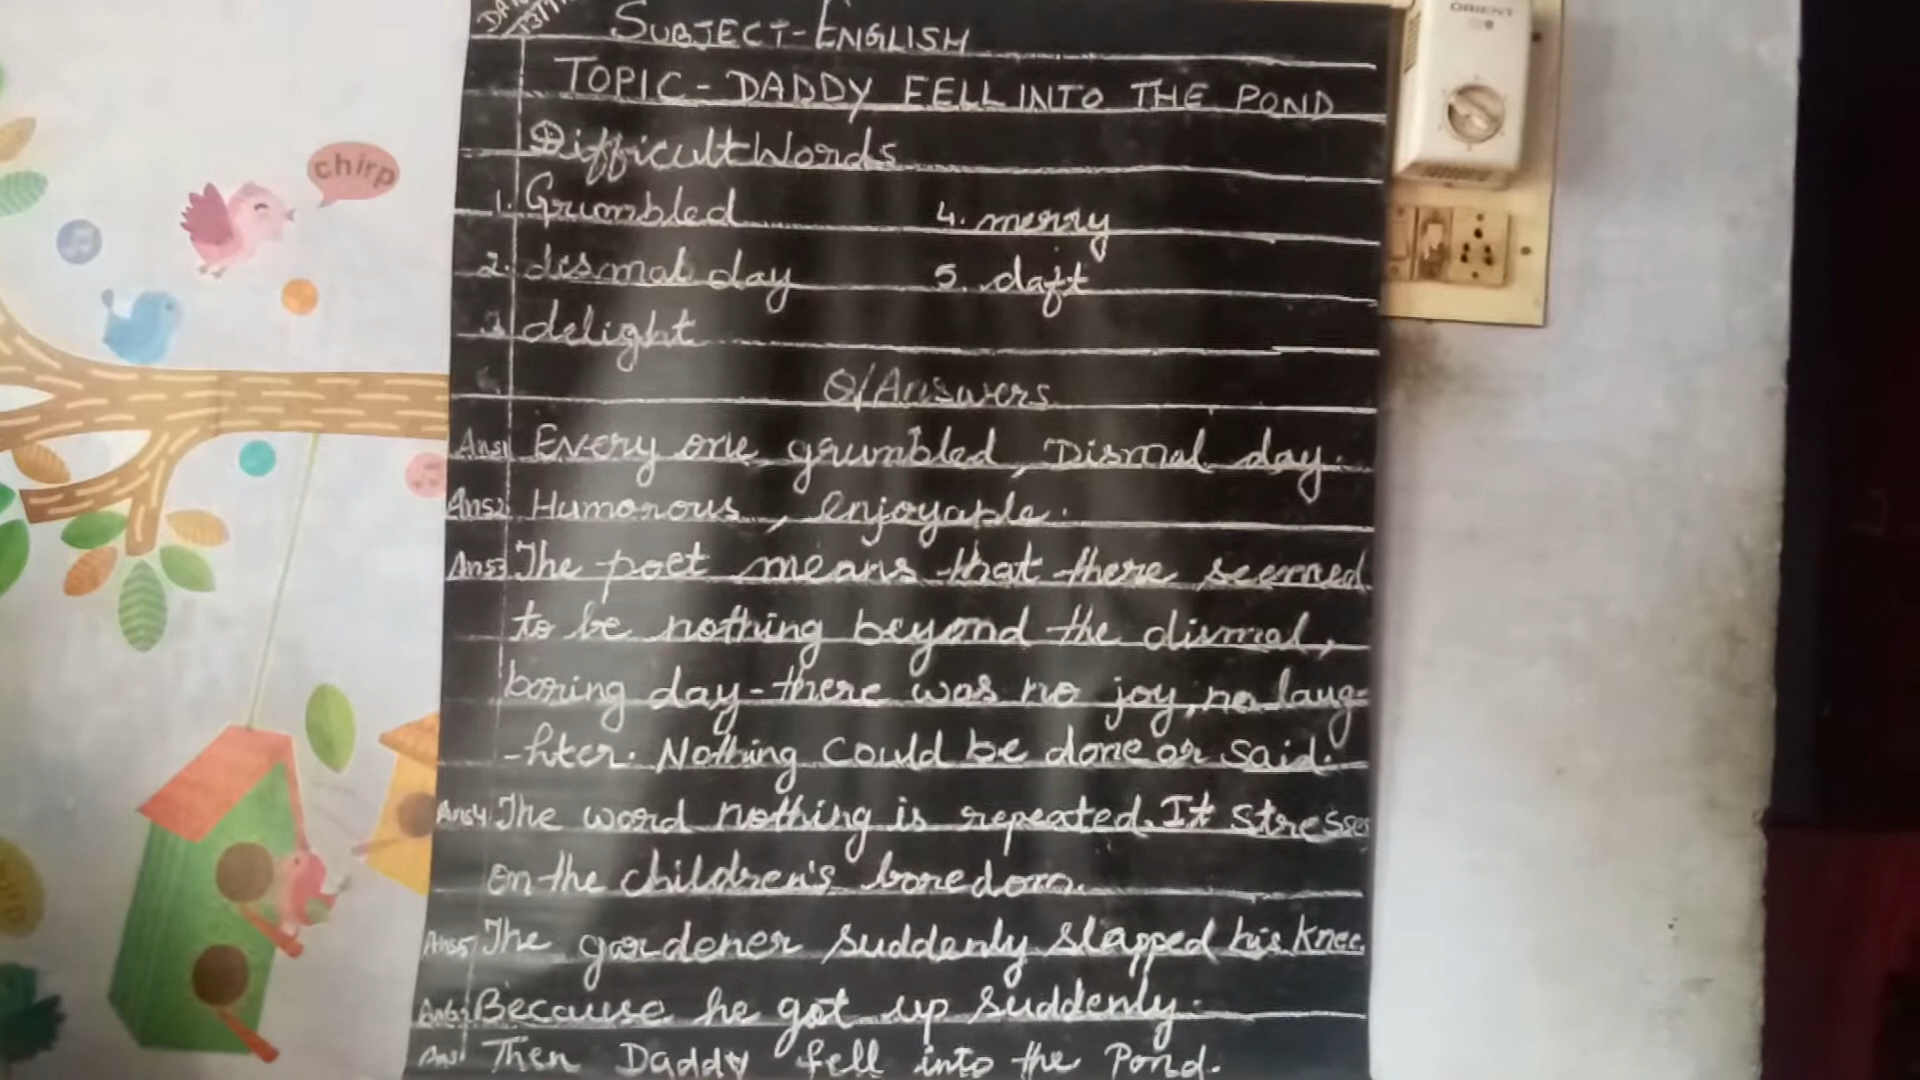 SUBJECT-ENGLISH
TOPIC-DADDY FELL INTO THE POND
Difficult Words
1. Grumbled 4. merry
2. dismal day 5. daft
3 delight
Q/Answers
Ans1 Every one grumbled, Dismal day.
Ans2 Humorous, enjoyable.
Ans3 The poet means that there seemed
to be nothing beyond the dismal,
boring day-there was no joy, no laug-
-hter. Nothing could be done or said.
Ans4 The word nothing is repeated. It stresses
on the children's boredom.
Ans5 The gardener suddenly slapped his knee.
Because he got up suddenly.
Ans Then Daddy fell into the Pond.
chirp
ORIENT